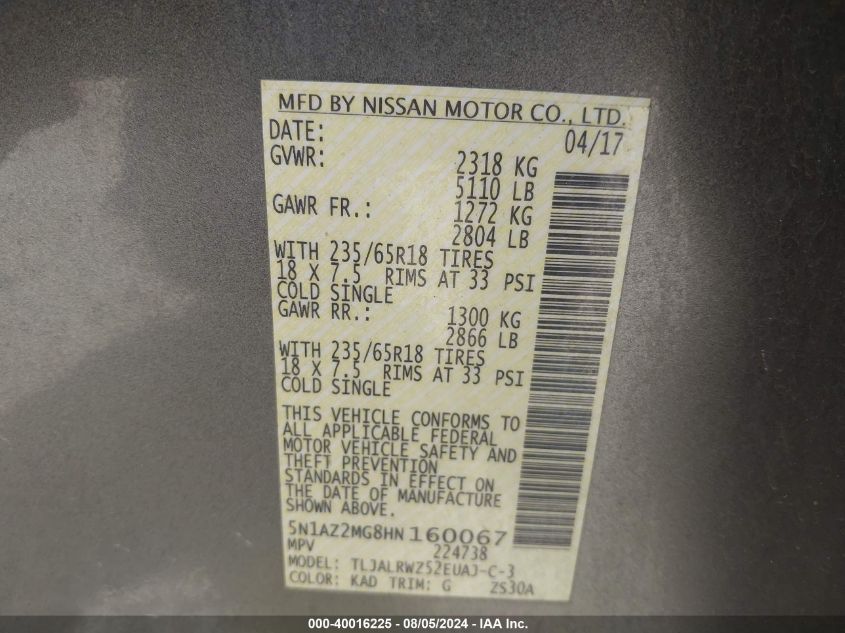 MFD BY NISSAN MOTOR CO., LTD.
DATE: 04/17
GVWR: 2318 KG
5110 LB
GAWR FR.: 1272 KG
2804 LB
WITH 235/65R18 TIRES
18 X 7.5 RIMS AT 33 PSI
COLD SINGLE
GAWR RR.: 1300 KG
2866 LB
WITH 235/65R18 TIRES
18 X 7.5 RIMS AT 33 PSI
COLD SINGLE
THIS VEHICLE CONFORMS TO
ALL APPLICABLE FEDERAL
MOTOR VEHICLE SAFETY AND
THEFT PREVENTION
STANDARDS IN EFFECT ON
THE DATE OF MANUFACTURE
SHOWN ABOVE.
5N1AZ2MG8HN 160067
MPV 224738
MODEL: TLJALRWZ52EUAJ-C-3
COLOR: KAD TRIM: G ZS30A
000-40016225 - 08/05/2024 - IAA Inc.